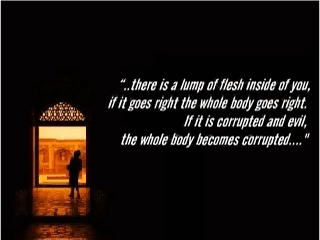 “..there is a lump of flesh inside of you,
if it goes right the whole body goes right.
If it is corrupted and evil,
the whole body becomes corrupted...."